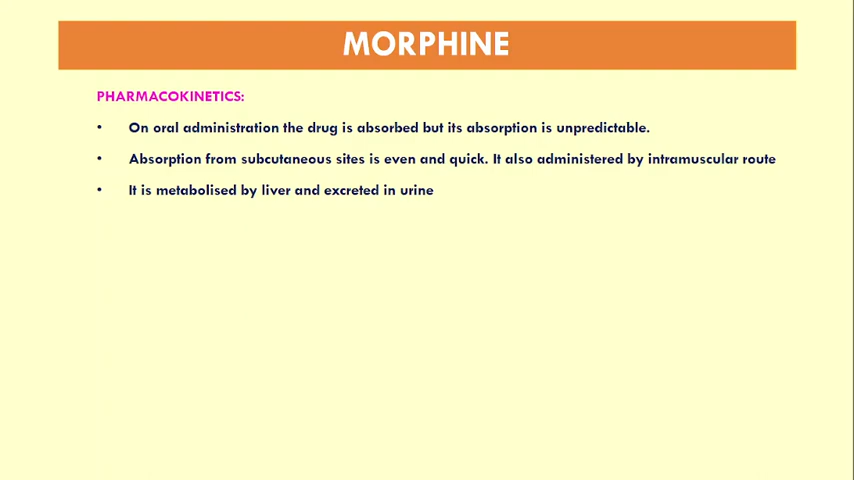 MORPHINE
PHARMACOKINETICS:
• On oral administration the drug is absorbed but its absorption is unpredictable.
• Absorption from subcutaneous sites is even and quick. It also administered by intramuscular route
• It is metabolised by liver and excreted in urine